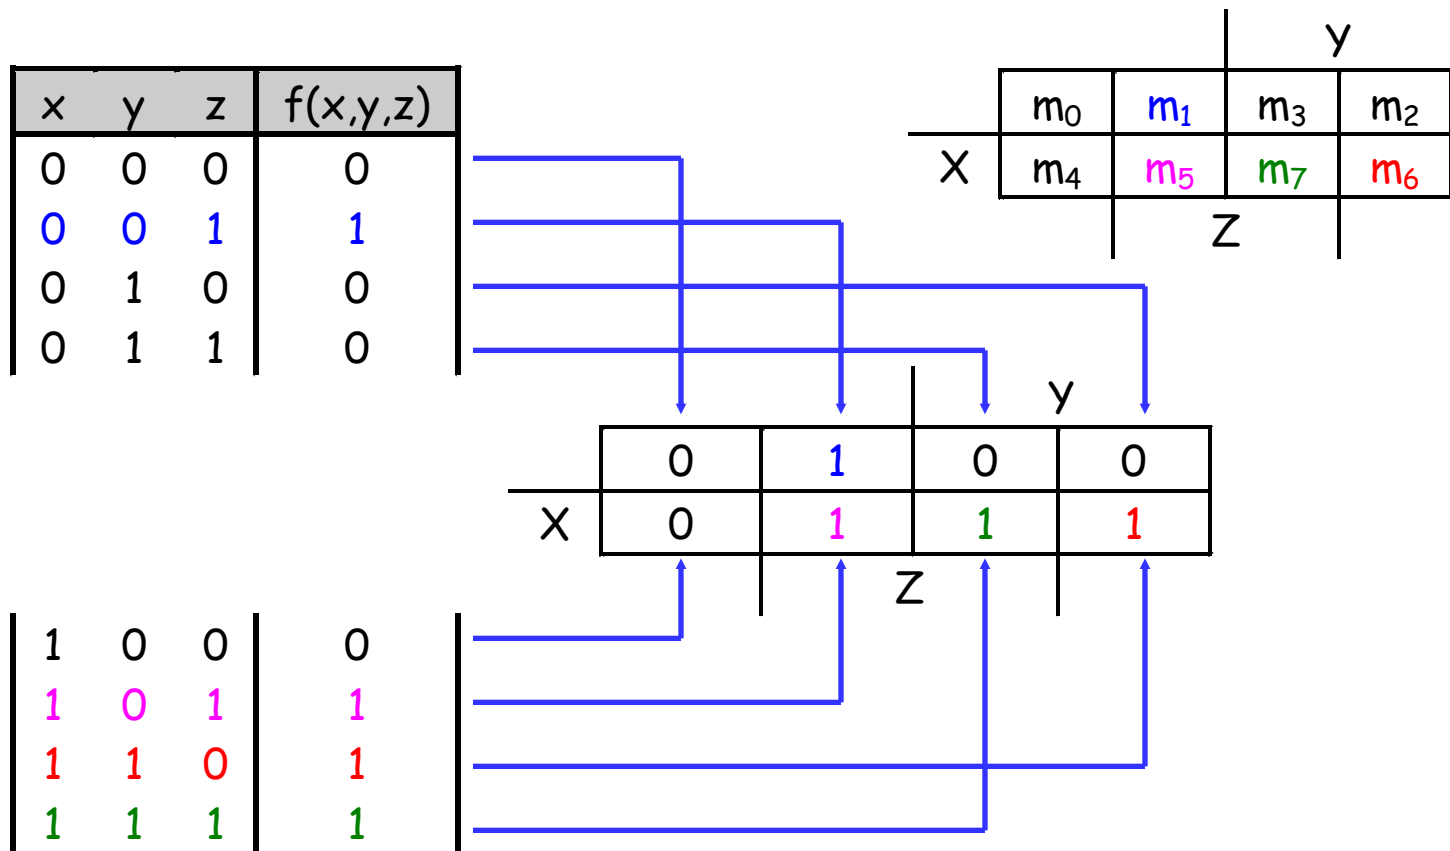 x y z f(x,y,z)
0 0 0 0
0 0 1 1
0 1 0 0
0 1 1 0
Y
m0 m1 m3 m2
X m4 m5 m7 m6
Z
Y
0 1 0 0
X 0 1 1 1
Z
1 0 0 0
1 0 1 1
1 1 0 1
1 1 1 1